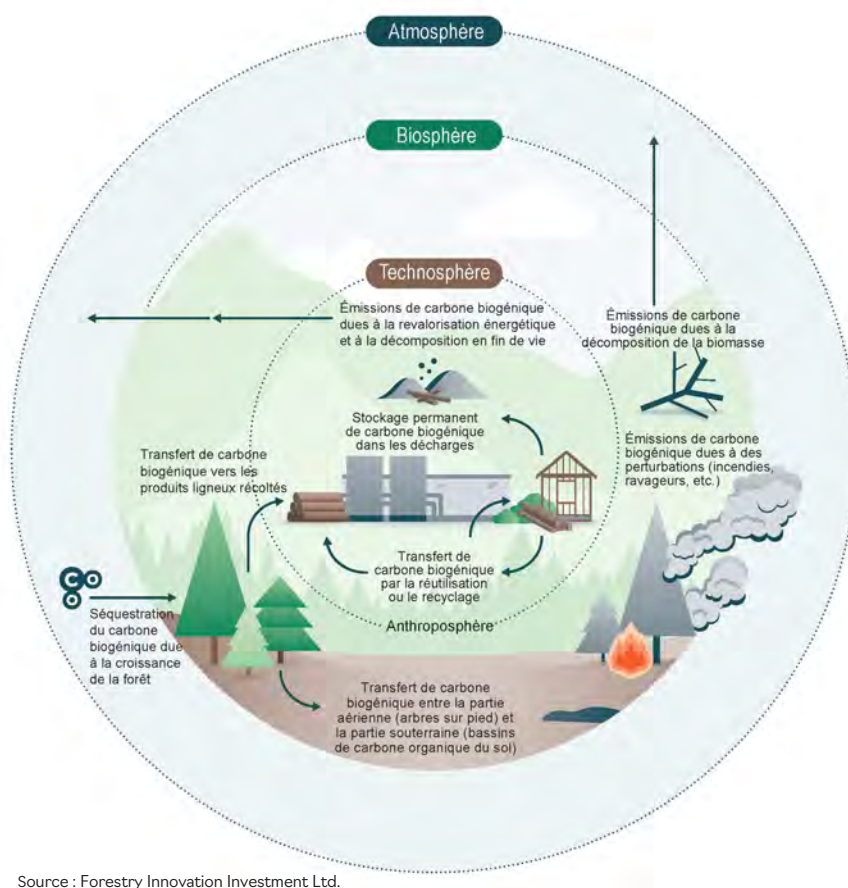 Atmosphère
Biosphère
Technosphère
Émissions de carbone biogénique
dues à la revalorisation énergétique
et à la décomposition en fin de vie
Émissions de carbone
biogénique dues à la
décomposition de la biomasse
Stockage permanent
de carbone biogénique
dans les décharges
Émissions de carbone
biogénique dues à des
perturbations (incendies,
ravageurs, etc.)
Transfert de carbone
biogénique vers les
produits ligneux récoltés
Transfert de
carbone biogénique
par la réutilisation
ou le recyclage
Anthroposphère
Séquestration
du carbone
biogénique due
à la croissance
de la forêt
Transfert de carbone
biogénique entre la partie
aérienne (arbres sur pied) et
la partie souterraine (bassins
de carbone organique du sol)
Source : Forestry Innovation Investment Ltd.